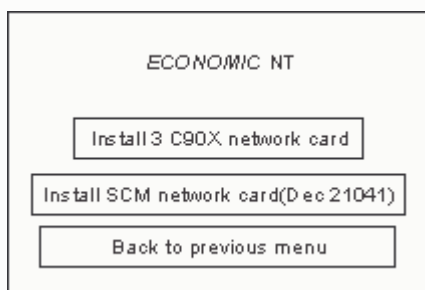 ECONOMIC NT
Install 3 C90X network card
Install SCM network card(Dec 21041)
Back to previous menu